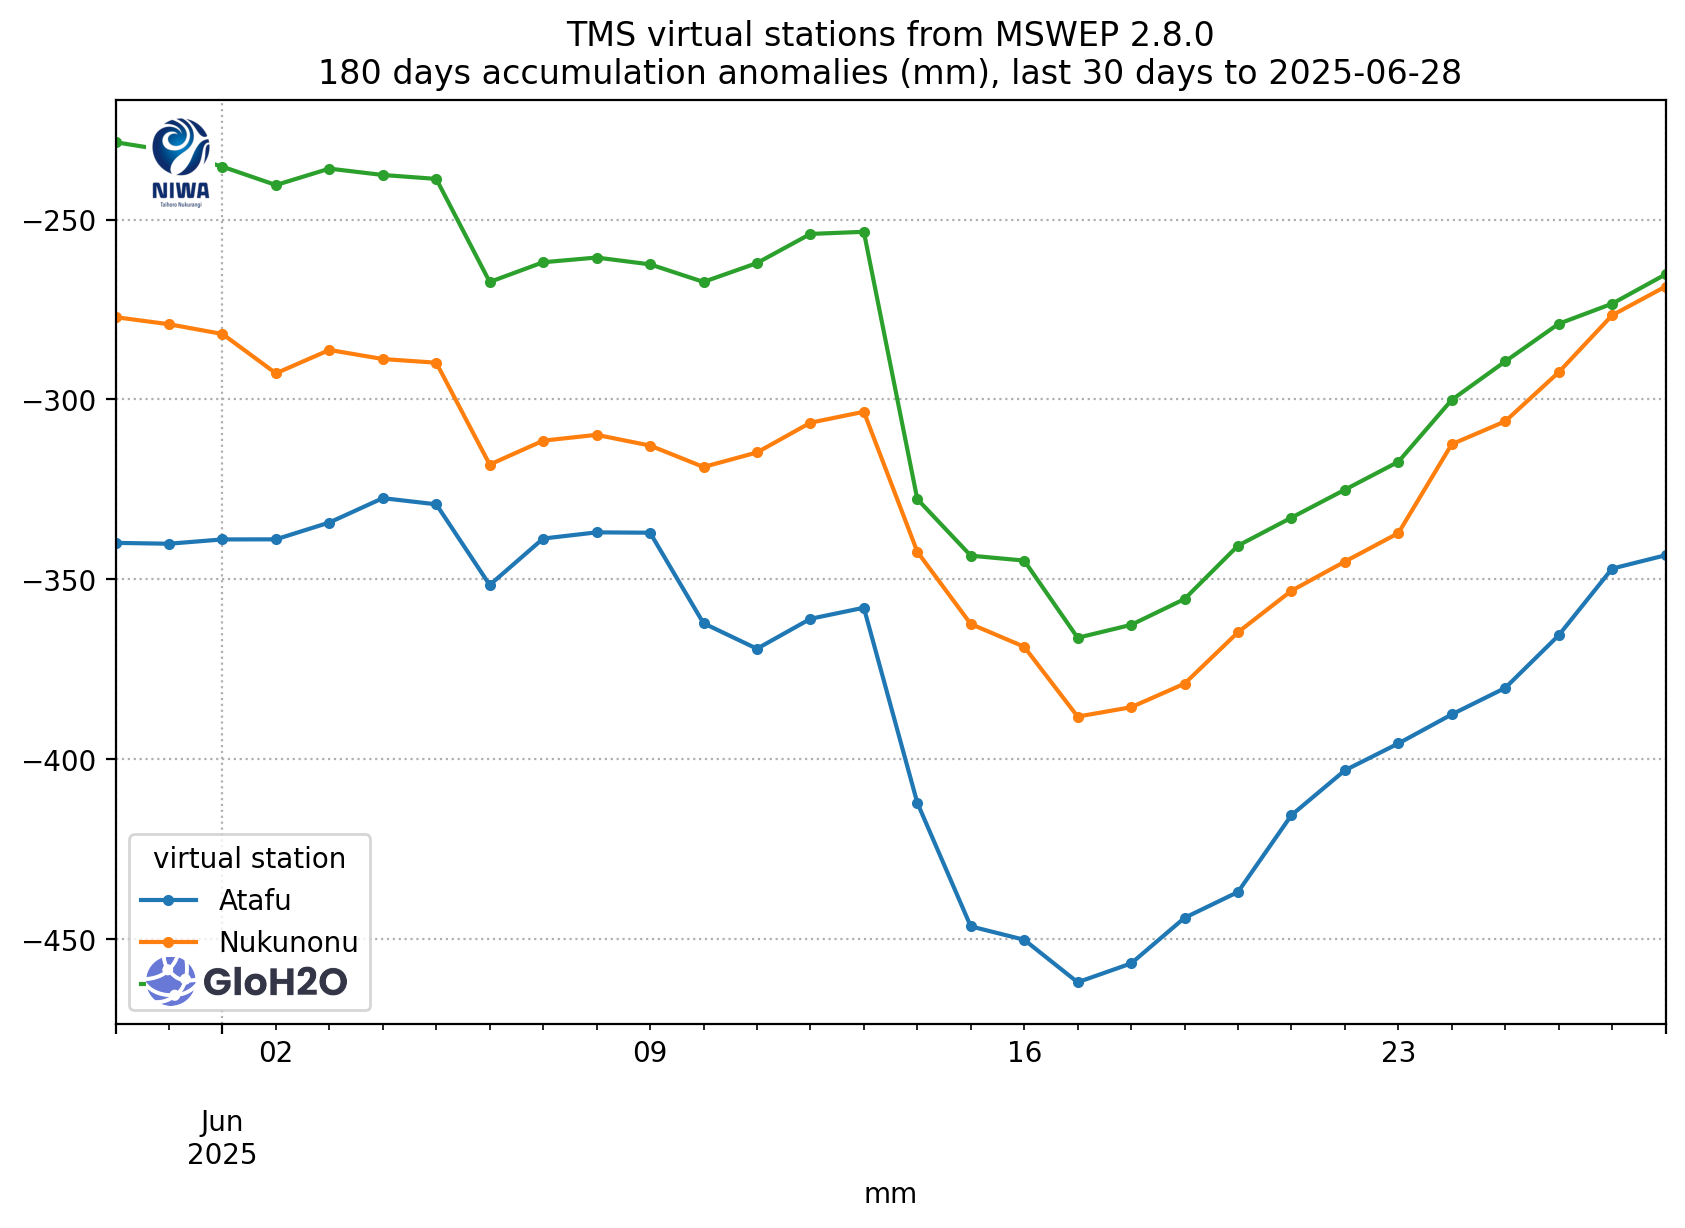 TMS virtual stations from MSWEP 2.8.0
180 days accumulation anomalies (mm), last 30 days to 2025-06-28
NIWA
Taihoro Nukurangi
−250
−300
−350
−400
−450
virtual station
Atafu
Nukunonu
GloH2O
02
09
16
23
Jun
2025
mm